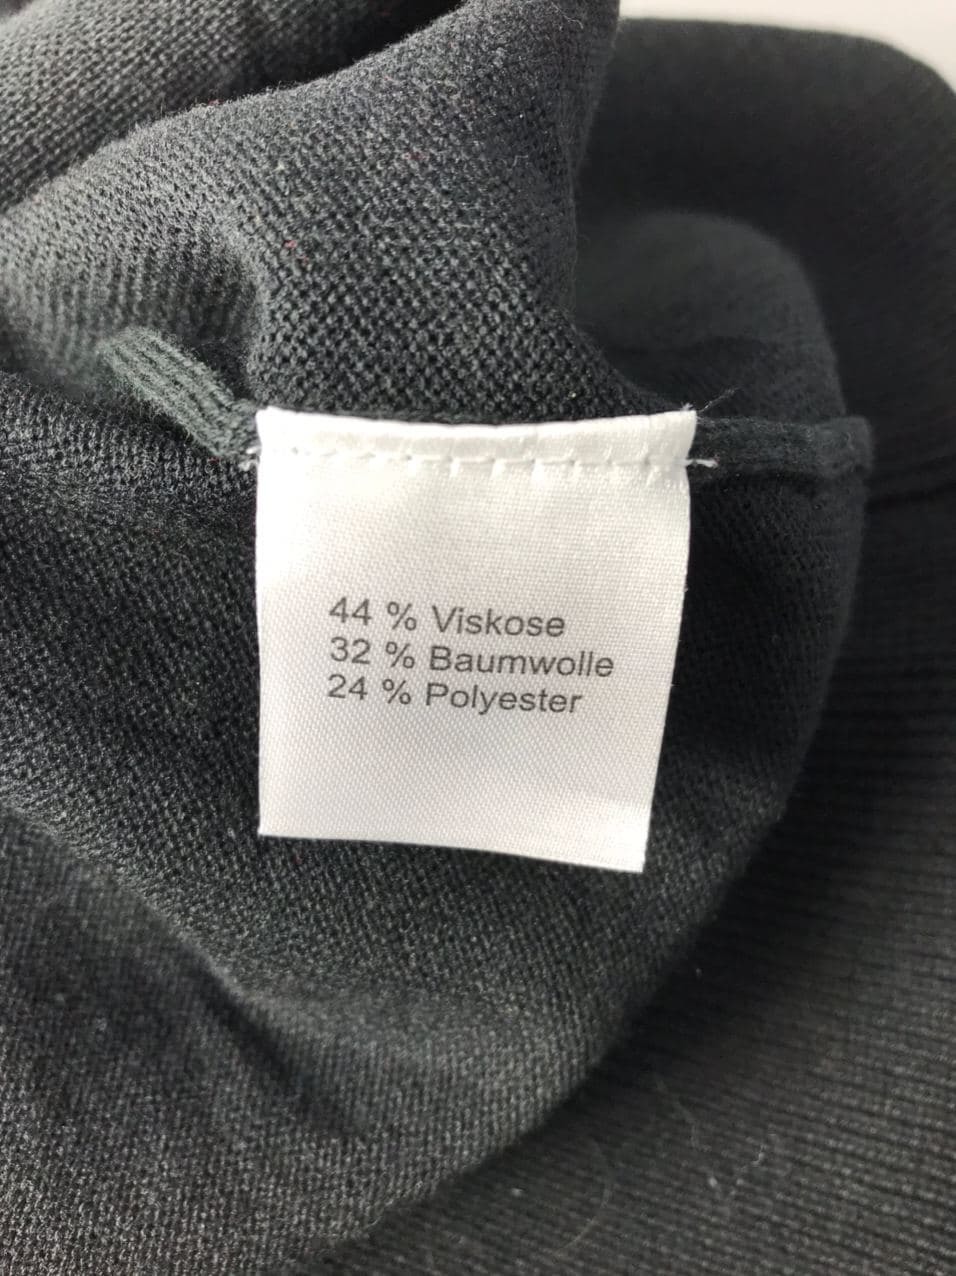 44 % Viskose
32 % Baumwolle
24 % Polyester